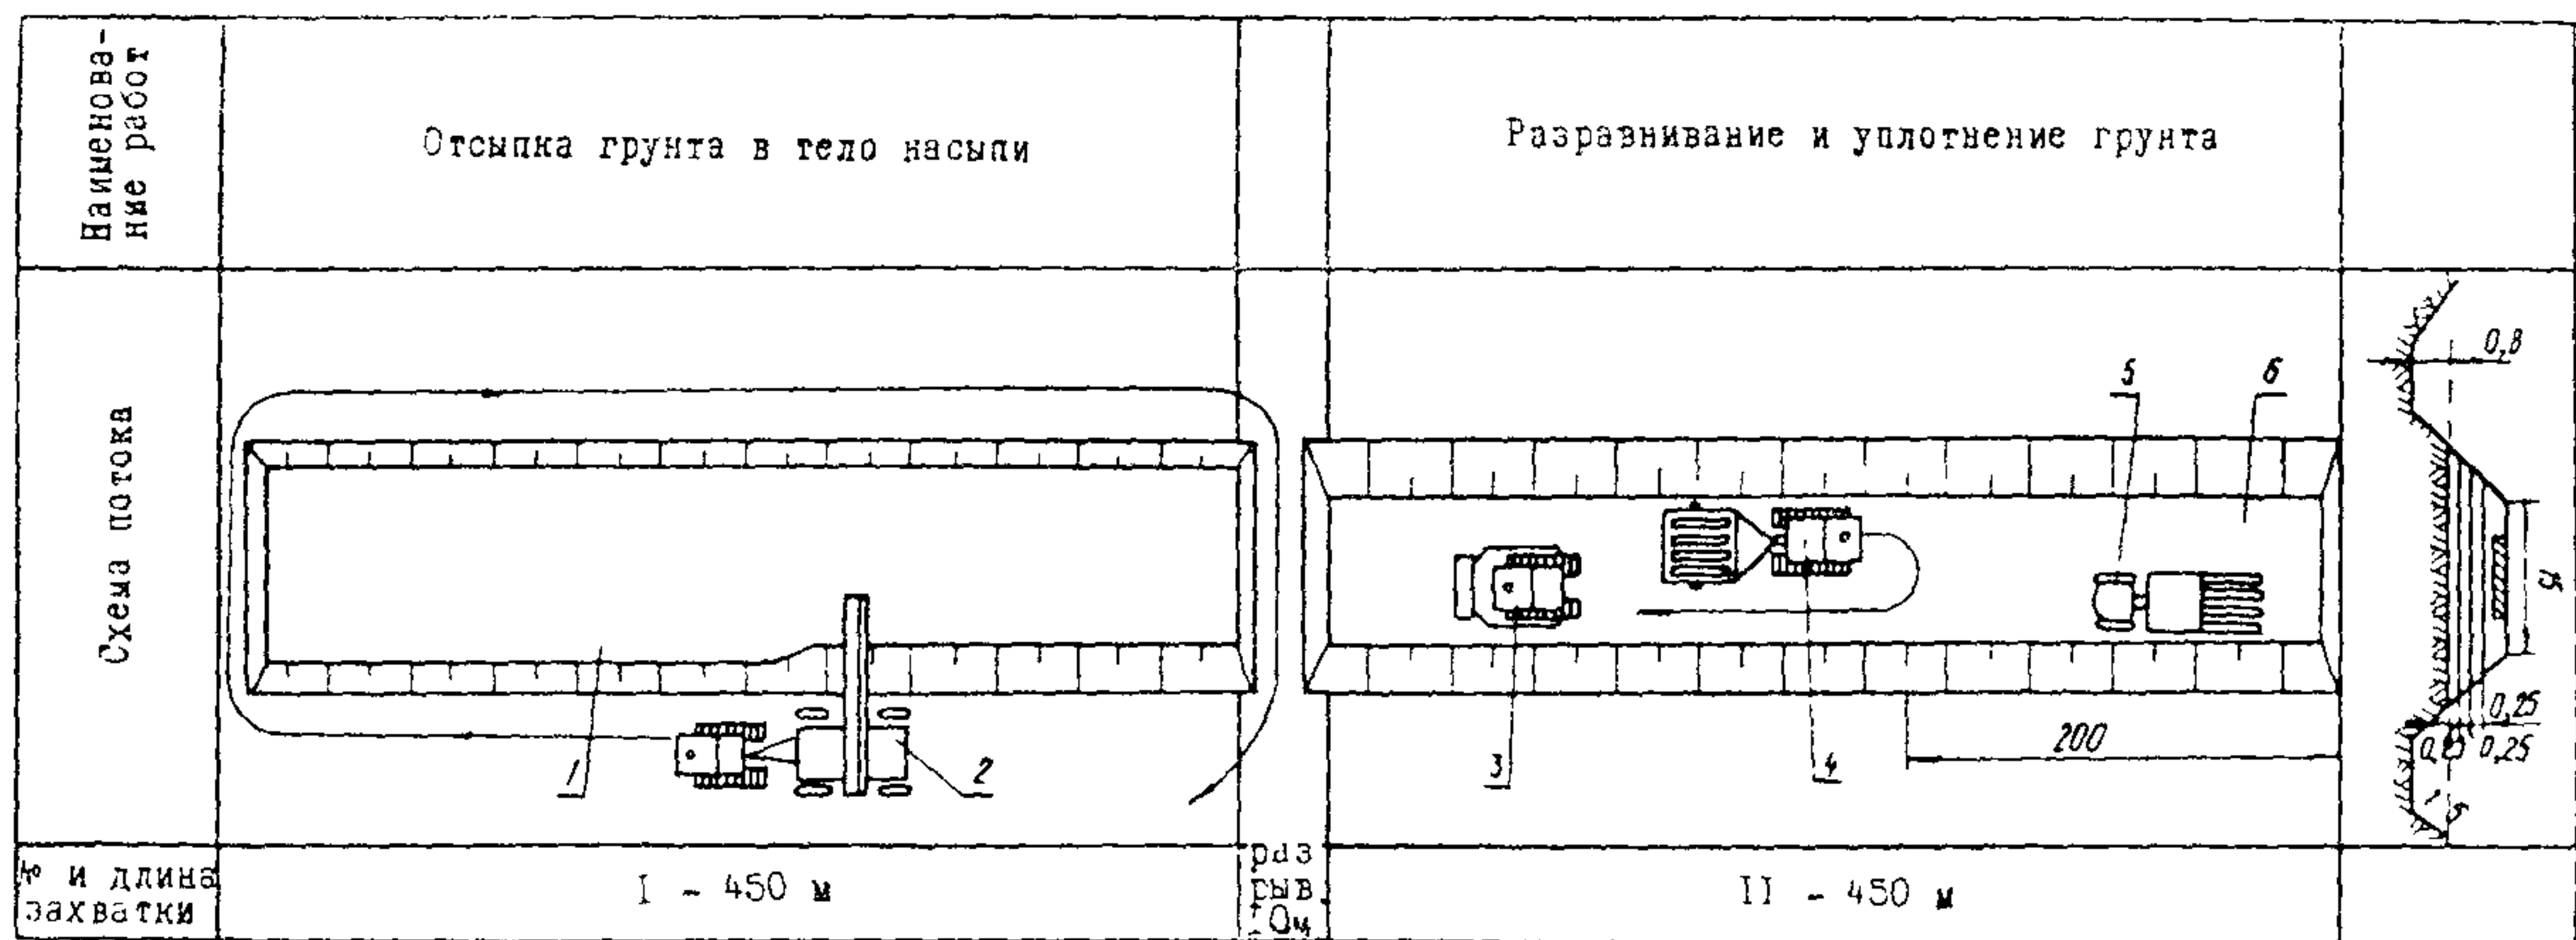 Наименова-
ние работ
Отсыпка грунта в тело насыпи
Разравнивание и уплотнение грунта
Схема потока
1
2
3
4
5
6
200
0,8
0,25
0,25
№ и длина
захватки
I - 450 м
раз
рыв
II - 450 м